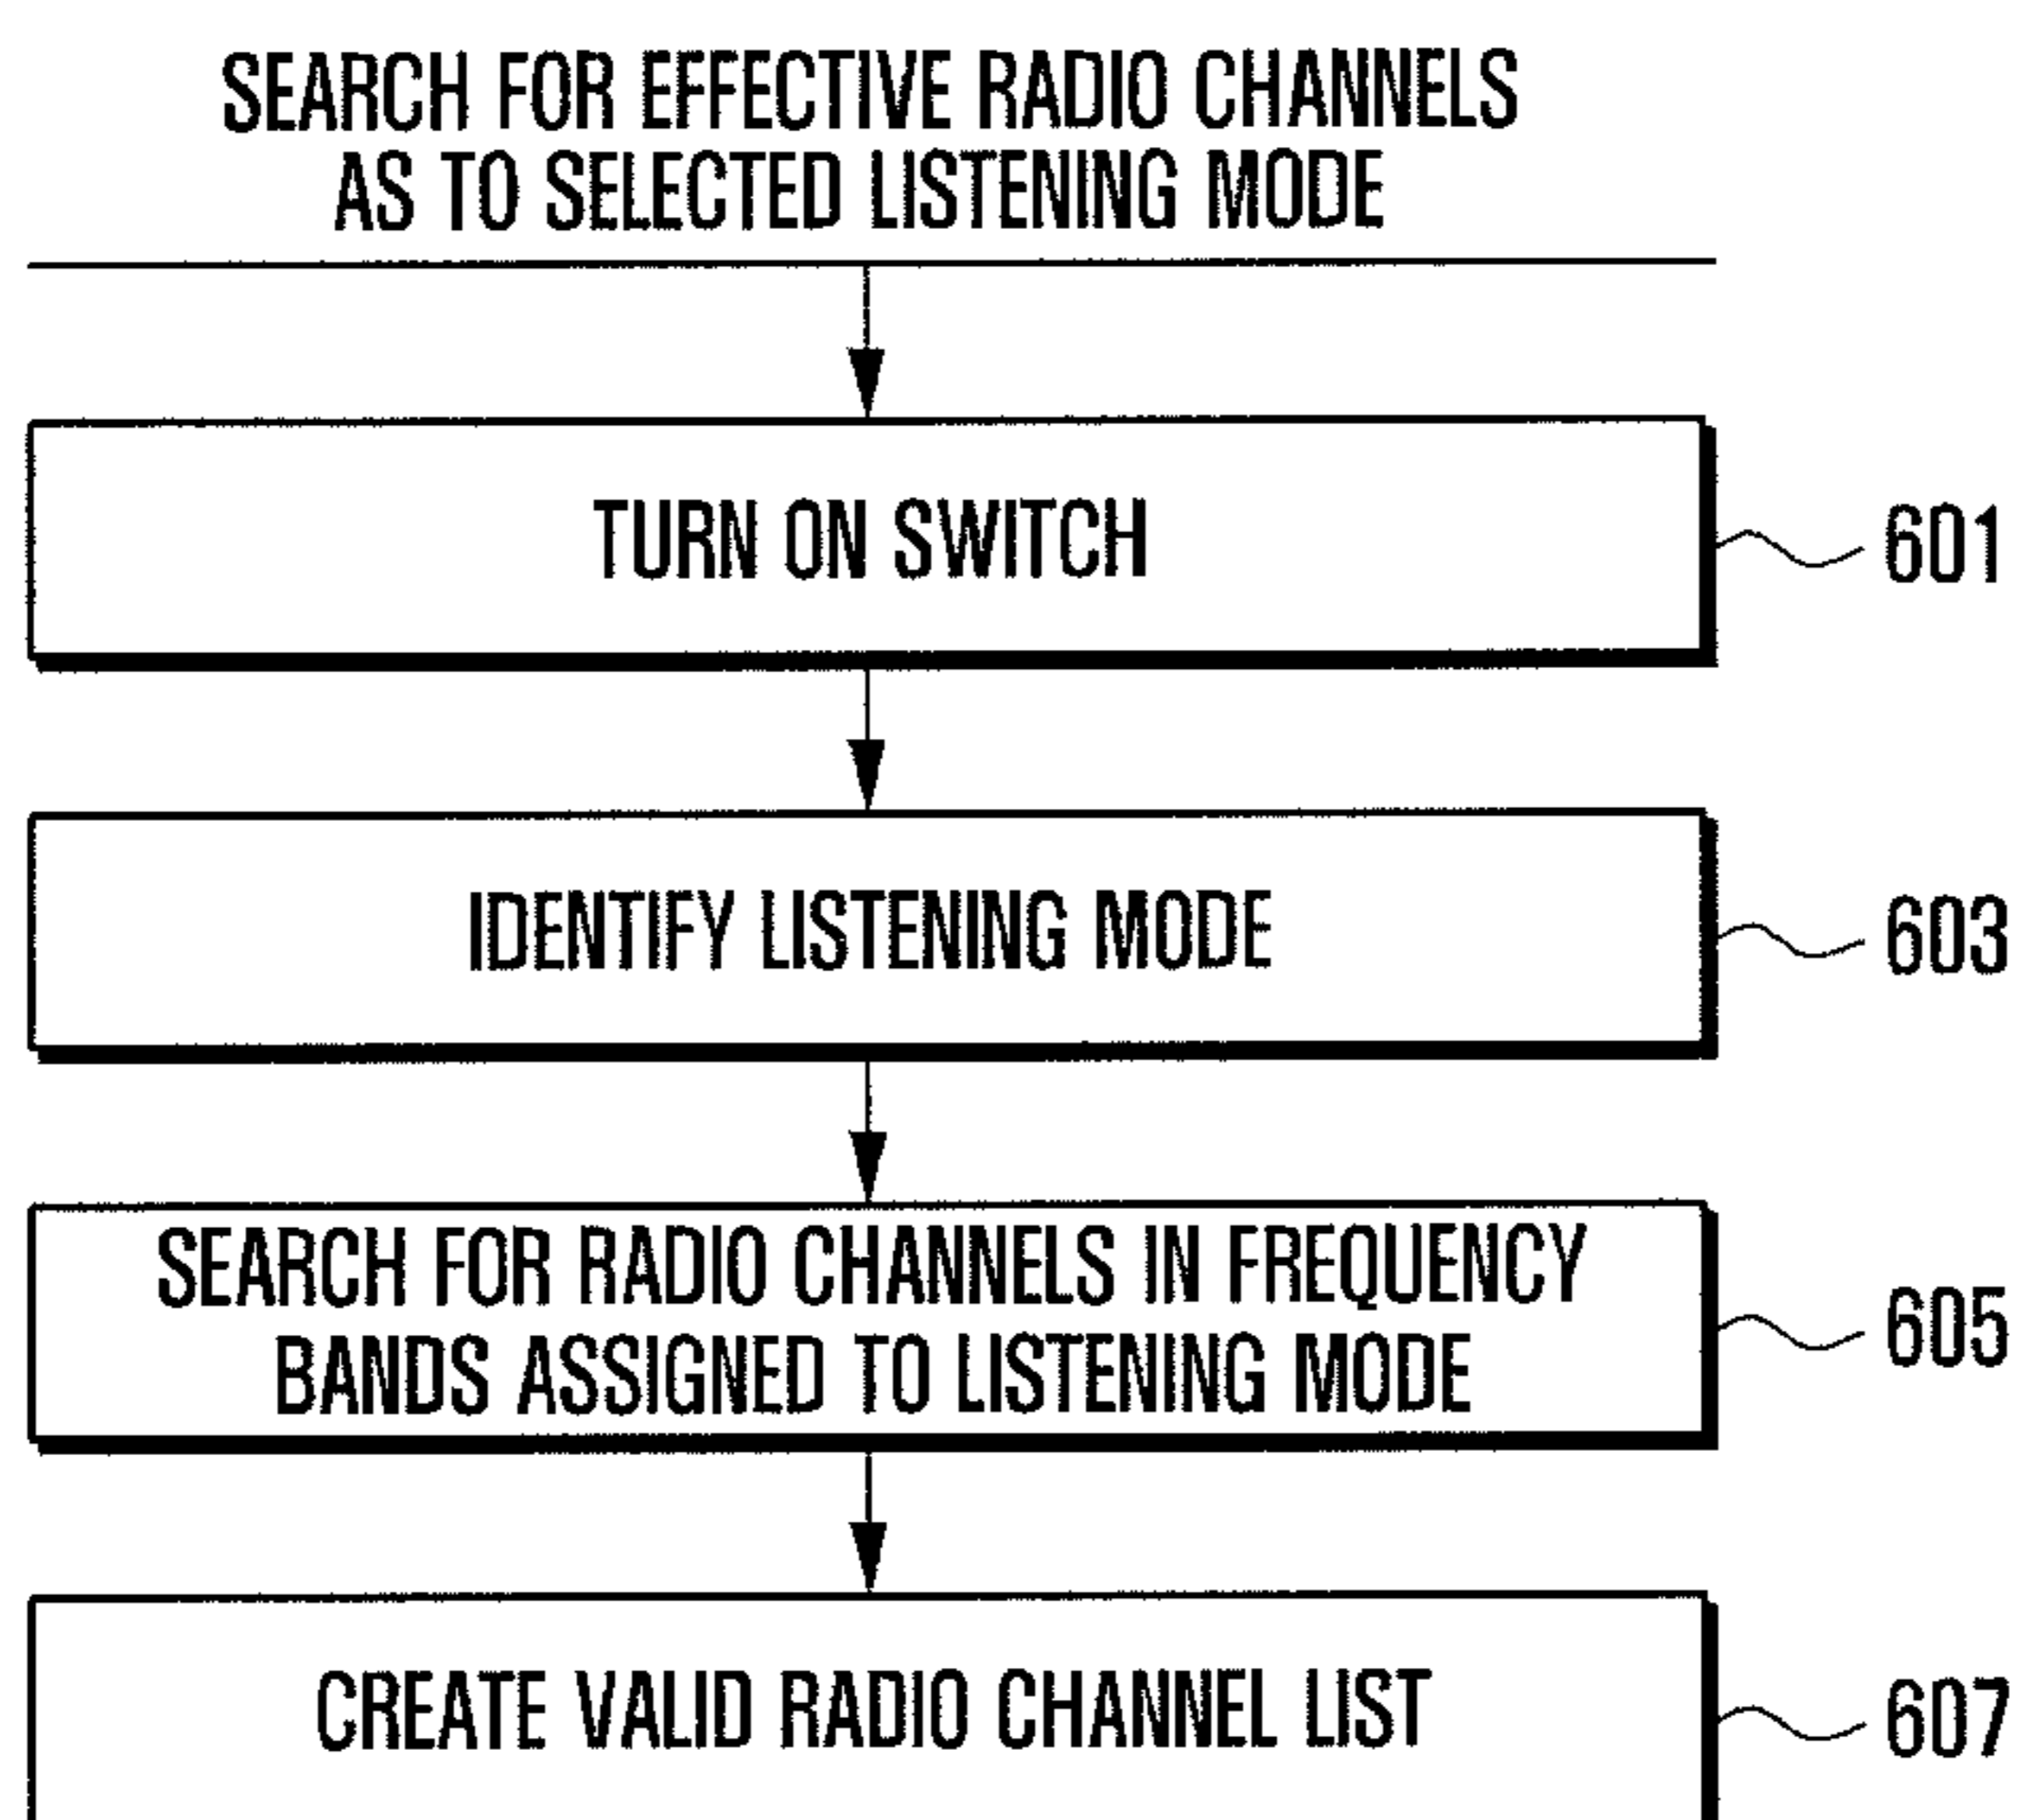 SEARCH FOR EFFECTIVE RADIO CHANNELS
AS TO SELECTED LISTENING MODE
TURN ON SWITCH
601
IDENTIFY LISTENING MODE
603
SEARCH FOR RADIO CHANNELS IN FREQUENCY
BANDS ASSIGNED TO LISTENING MODE
605
CREATE VALID RADIO CHANNEL LIST
607